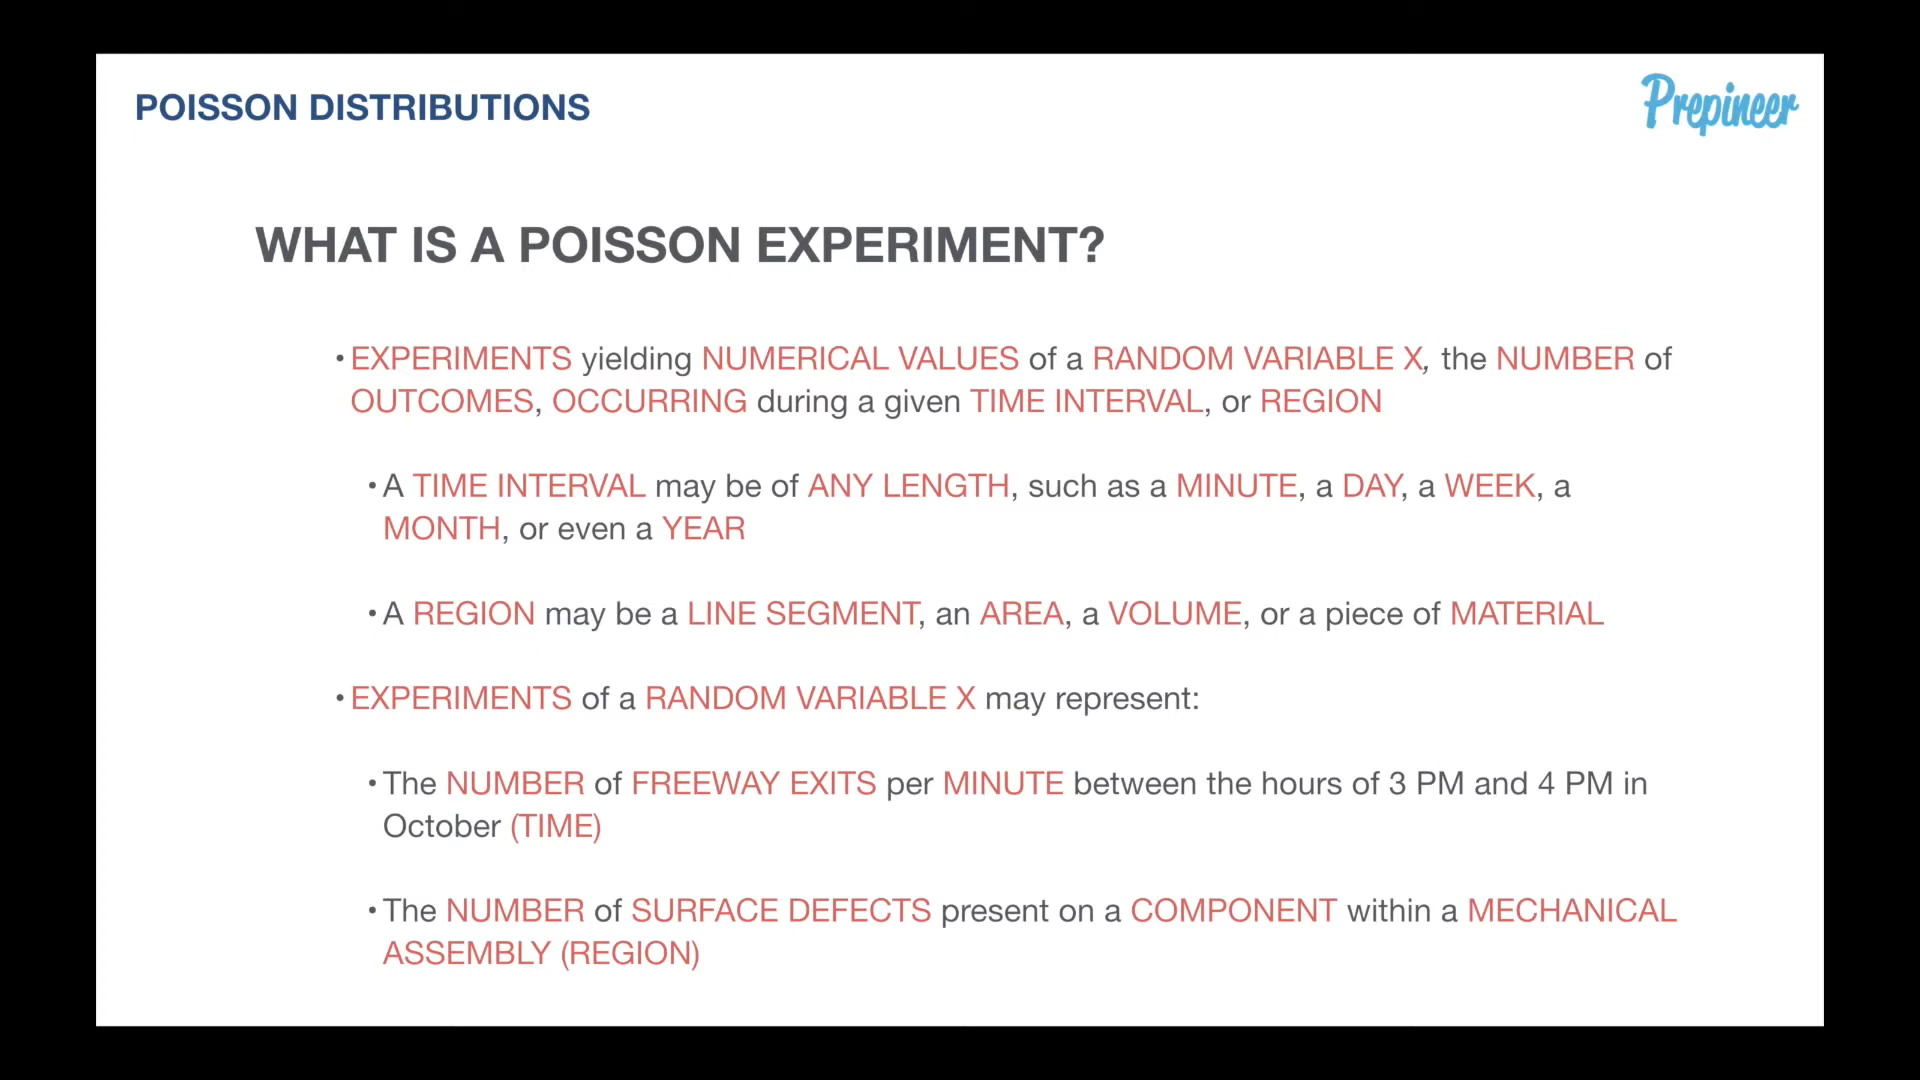 POISSON DISTRIBUTIONS
Prepineer
WHAT IS A POISSON EXPERIMENT?
• EXPERIMENTS yielding NUMERICAL VALUES of a RANDOM VARIABLE X, the NUMBER of
OUTCOMES, OCCURRING during a given TIME INTERVAL, or REGION
• A TIME INTERVAL may be of ANY LENGTH, such as a MINUTE, a DAY, a WEEK, a
MONTH, or even a YEAR
• A REGION may be a LINE SEGMENT, an AREA, a VOLUME, or a piece of MATERIAL
• EXPERIMENTS of a RANDOM VARIABLE X may represent:
• The NUMBER of FREEWAY EXITS per MINUTE between the hours of 3 PM and 4 PM in
October (TIME)
• The NUMBER of SURFACE DEFECTS present on a COMPONENT within a MECHANICAL
ASSEMBLY (REGION)